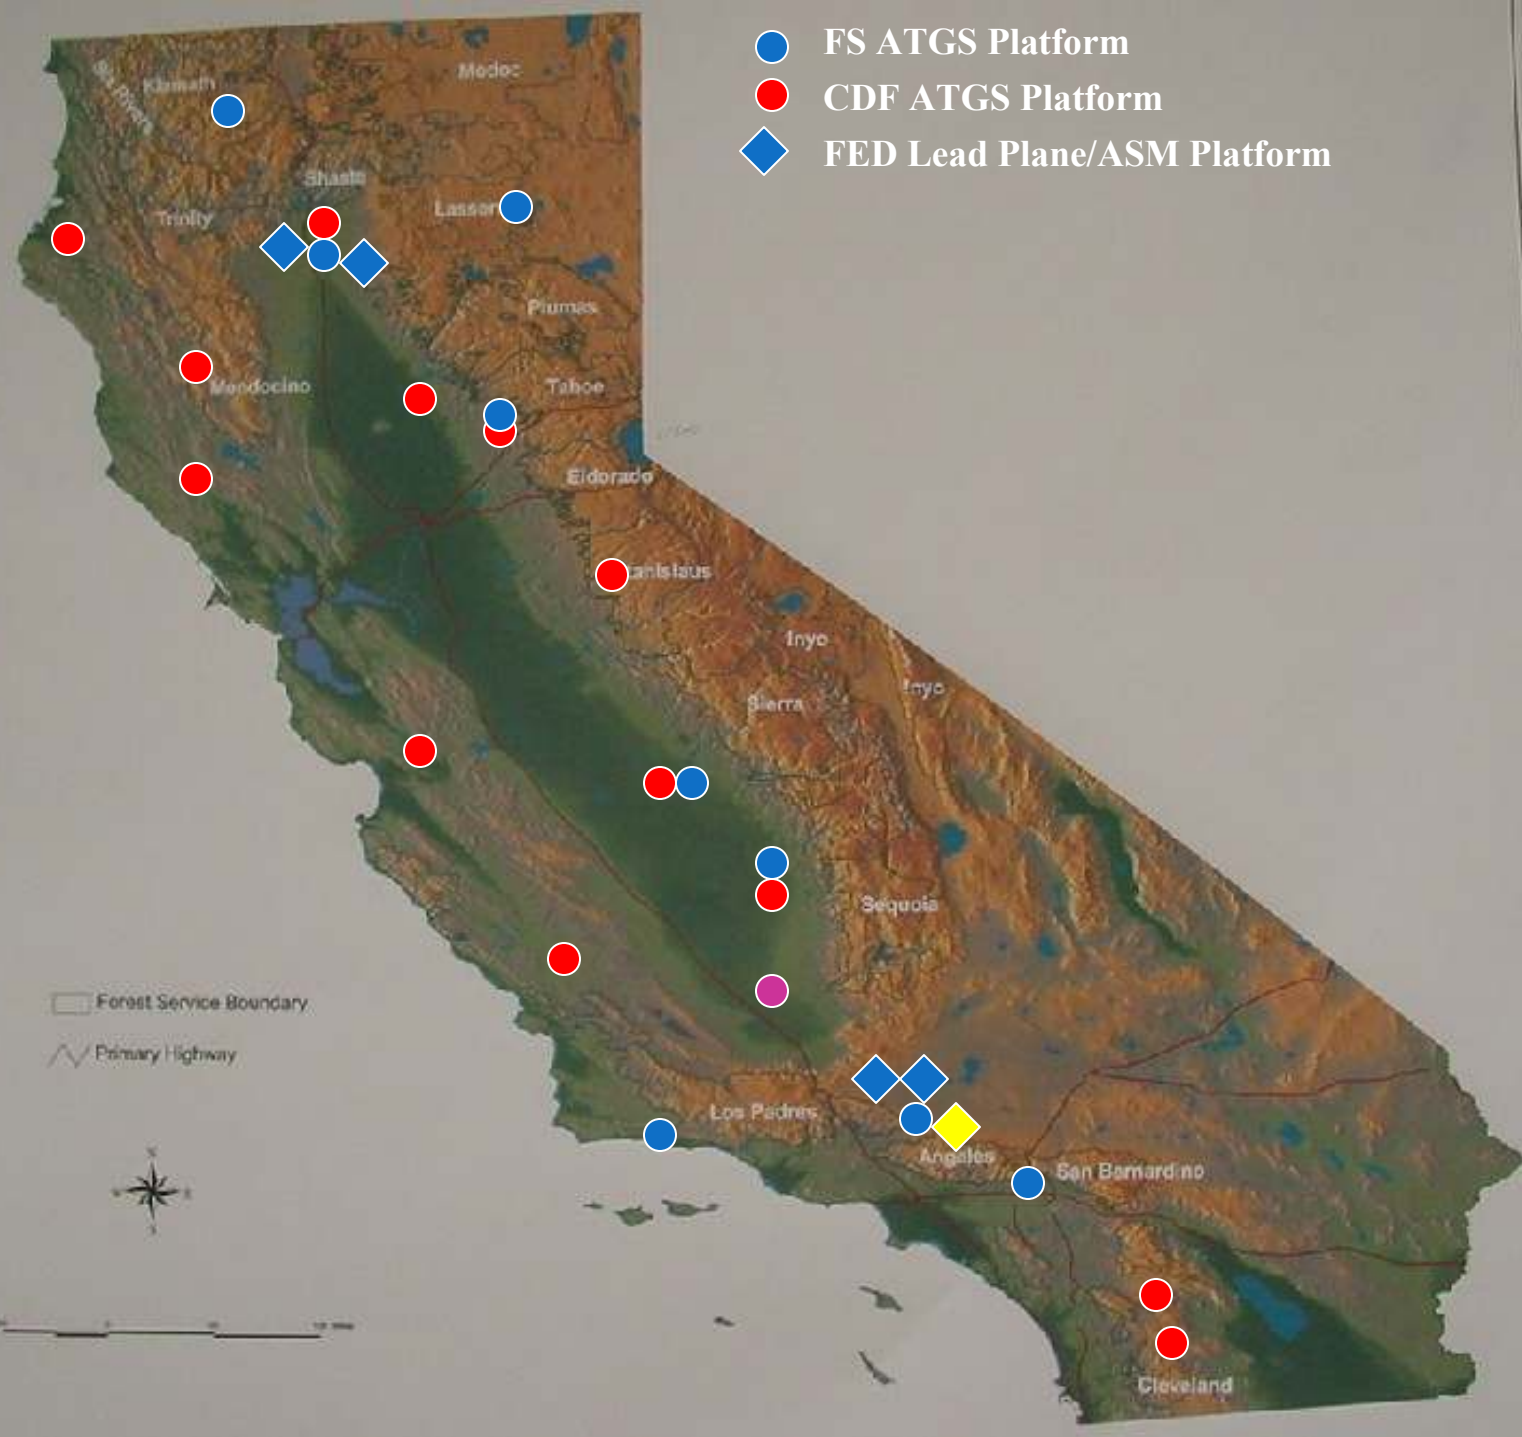 FS ATGS Platform
CDF ATGS Platform
FED Lead Plane/ASM Platform
Klamath
Modoc
Shasta
Trinity
Lassen
Plumas
Mendocino
Tahoe
Eldorado
Stanislaus
Inyo
Inyo
Sierra
Sequoia
Forest Service Boundary
Primary Highway
Los Padres
Angeles
San Bernardino
Cleveland